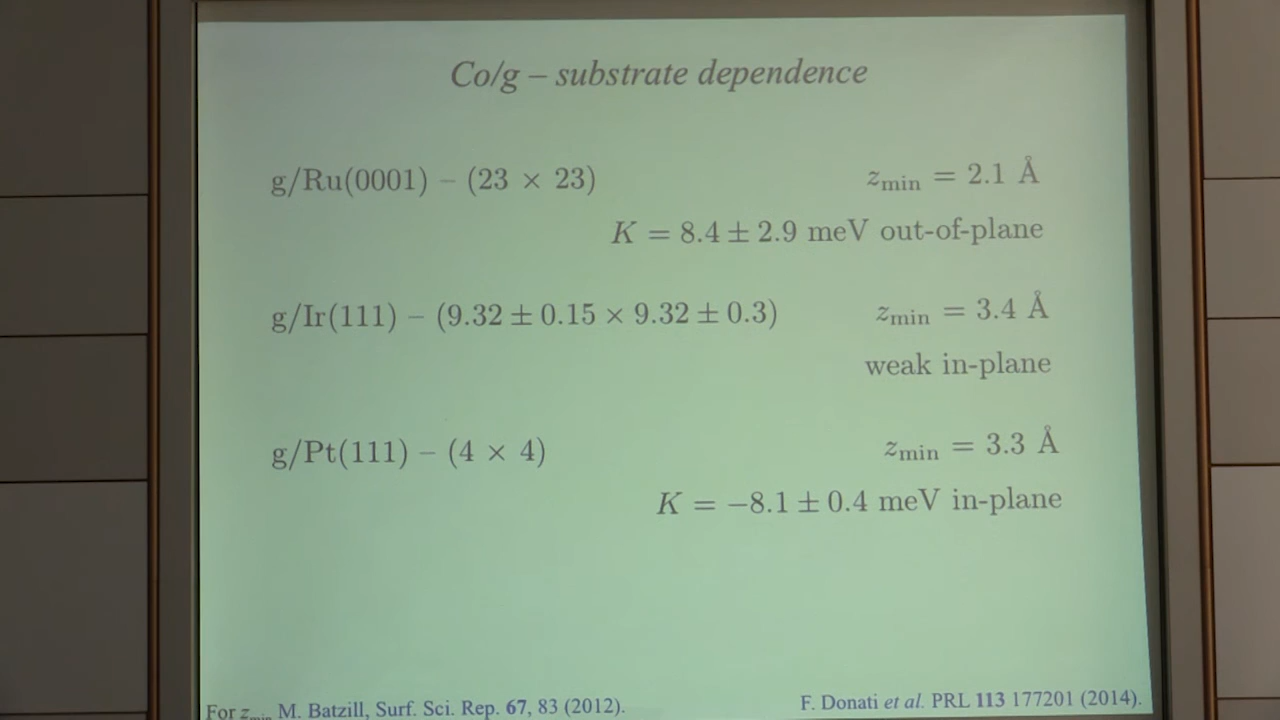 Co/g – substrate dependence
g/Ru(0001) – (23 × 23) z_min = 2.1 Å
K = 8.4 ± 2.9 meV out-of-plane
g/Ir(111) – (9.32 ± 0.15 × 9.32 ± 0.3) z_min = 3.4 Å
weak in-plane
g/Pt(111) – (4 × 4) z_min = 3.3 Å
K = −8.1 ± 0.4 meV in-plane
For z_min M. Batzill, Surf. Sci. Rep. 67, 83 (2012). F. Donati et al. PRL 113 177201 (2014).